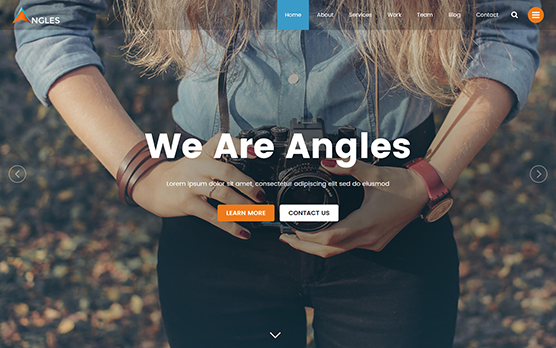 NGLES
Home About Services Work Team Blog Contact
We Are Angles
Lorem ipsum dolor sit amet, consectetur adipiscing elit sed do eiusmod
LEARN MORE CONTACT US